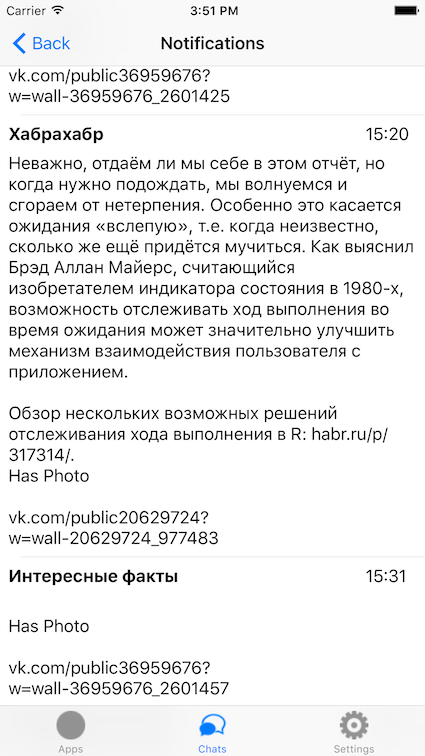 Carrier 3:51 PM
Back Notifications
vk.com/public36959676?
w=wall-36959676_2601425
Хабрахабр 15:20
Неважно, отдаём ли мы себе в этом отчёт, но
когда нужно подождать, мы волнуемся и
сгораем от нетерпения. Особенно это касается
ожидания «вслепую», т.е. когда неизвестно,
сколько же ещё придётся мучиться. Как выяснил
Брэд Аллан Майерс, считающийся
изобретателем индикатора состояния в 1980-х,
возможность отслеживать ход выполнения во
время ожидания может значительно улучшить
механизм взаимодействия пользователя с
приложением.
Обзор нескольких возможных решений
отслеживания хода выполнения в R: habr.ru/p/
317314/.
Has Photo
vk.com/public20629724?
w=wall-20629724_977483
Интересные факты 15:31
Has Photo
vk.com/public36959676?
w=wall-36959676_2601457
Apps Chats Settings